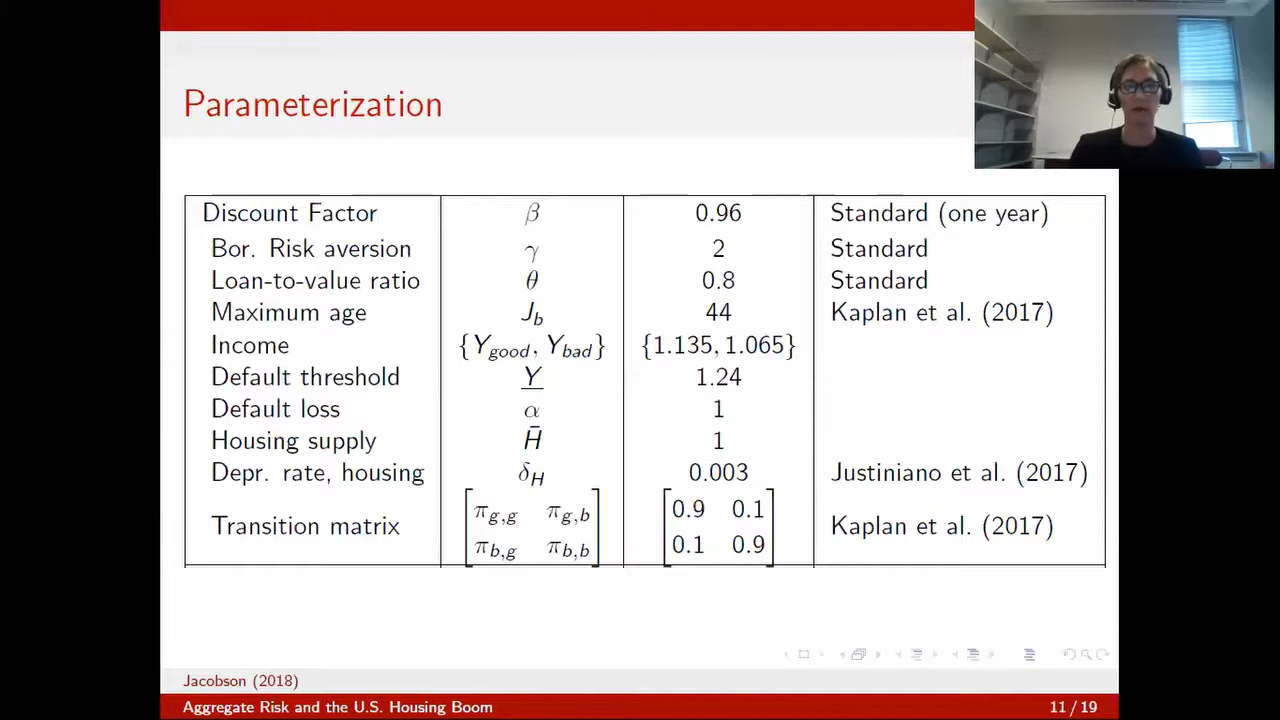 Parameterization
Discount Factor β 0.96 Standard (one year)
Bor. Risk aversion γ 2 Standard
Loan-to-value ratio θ 0.8 Standard
Maximum age J_b 44 Kaplan et al. (2017)
Income {Y_good, Y_bad} {1.135, 1.065}
Default threshold Y̲ 1.24
Default loss α 1
Housing supply H̄ 1
Depr. rate, housing δ_H 0.003 Justiniano et al. (2017)
Transition matrix [π_g,g π_g,b; π_b,g π_b,b] [0.9 0.1; 0.1 0.9] Kaplan et al. (2017)
Jacobson (2018)
Aggregate Risk and the U.S. Housing Boom 11 / 19